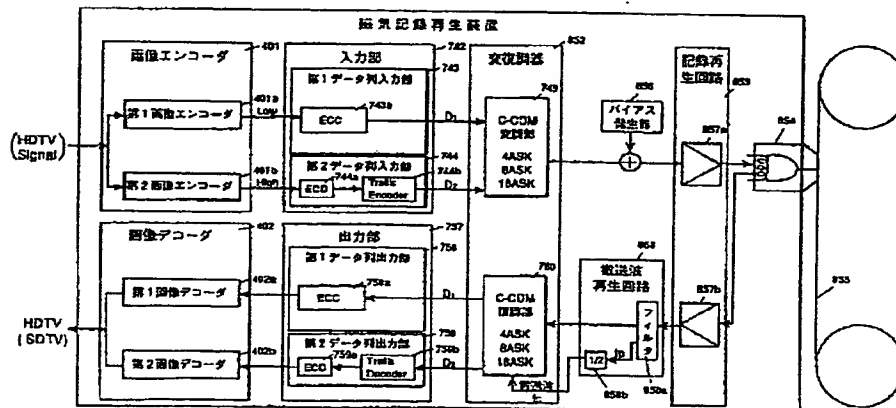 磁気記録再生装置
画像エンコーダ
401
入力部
742
変復調器
852
記録再生回路
853
第1データ列入力部
743
第1画像エンコーダ
401a
Low
ECC
743a
D1
749
C-CDM
変調部
4ASK
8ASK
16ASK
856
バイアス
発生器
857a
854
(HDTV
Signal)
第2データ列入力部
744
第2画像エンコーダ
401b
High
ECC
744a
Trellis
Encoder
744b
D2
画像デコーダ
402
出力部
757
第1データ列出力部
758
第1画像デコーダ
402a
ECC
758a
D1
760
C-CDM
復調部
4ASK
8ASK
16ASK
858
搬送波
再生回路
フィルタ
858a
fp
1/2
858b
857b
855
HDTV
(SDTV)
第2データ列出力部
759
第2画像デコーダ
402b
ECC
759a
Trellis
Decoder
759b
D2
搬送波
fc